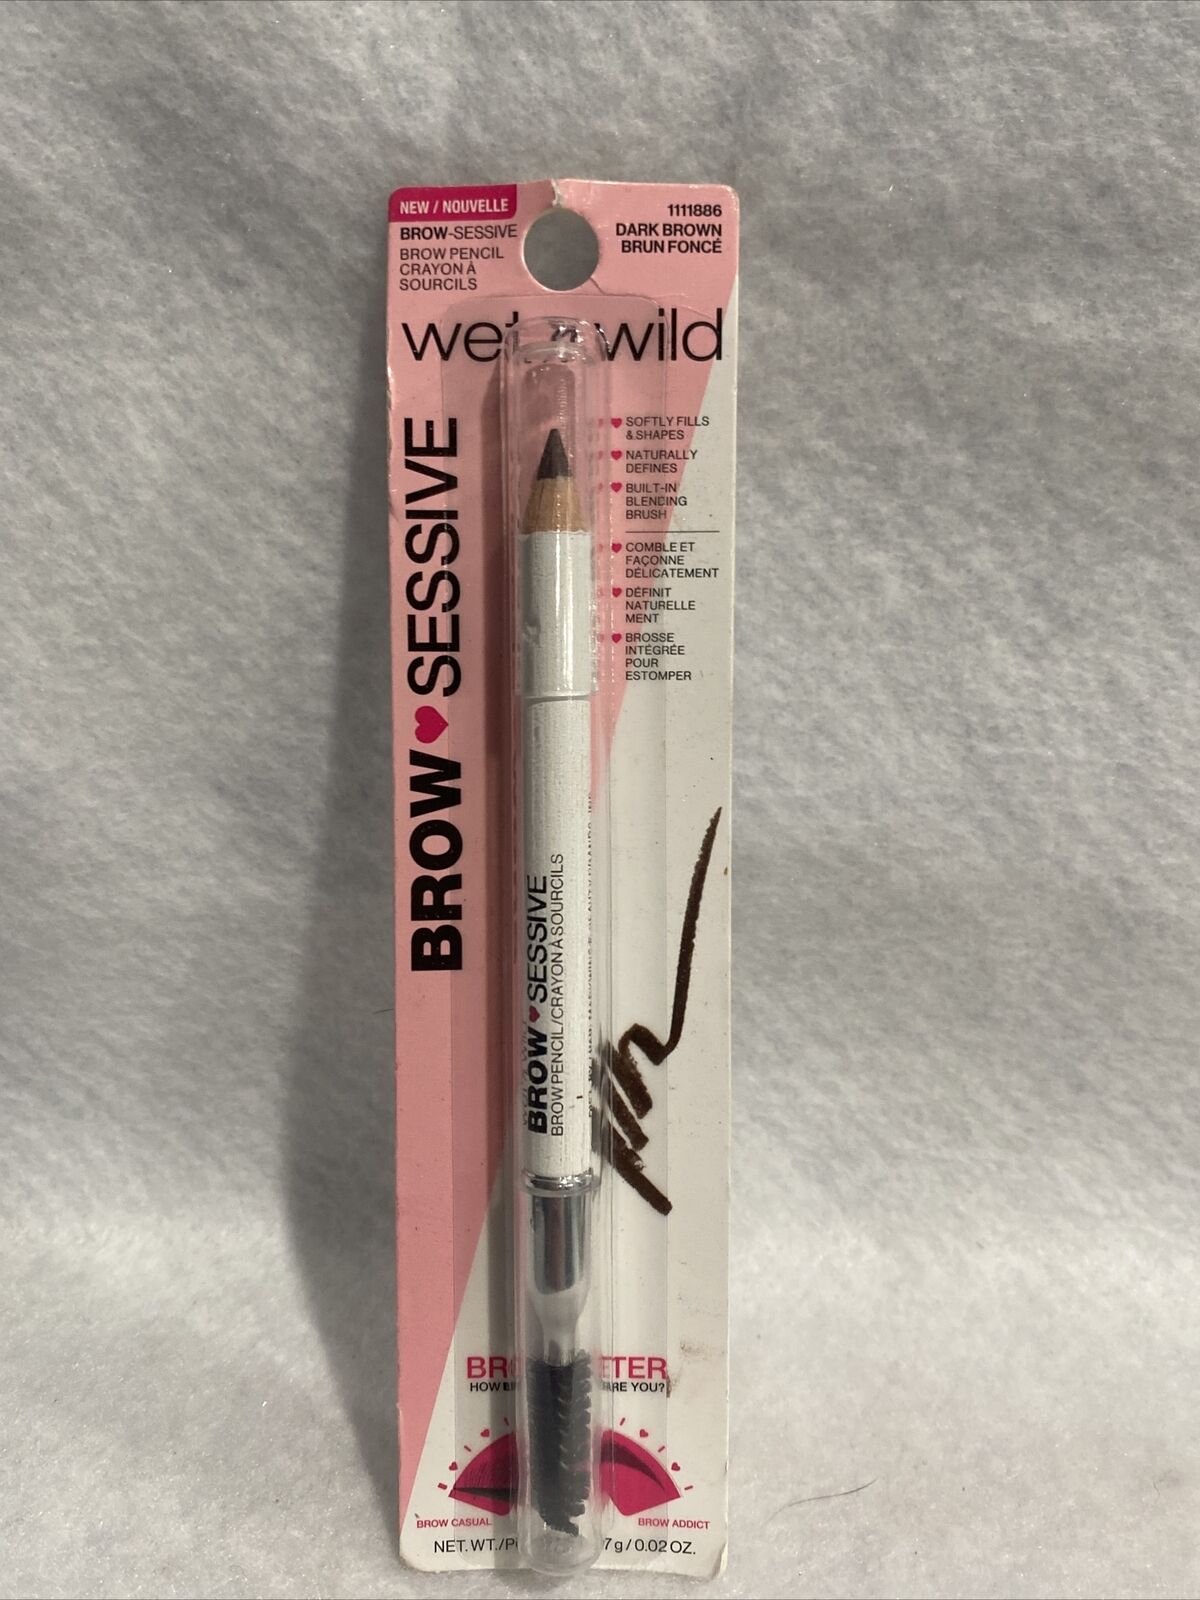 NEW / NOUVELLE
BROW-SESSIVE
BROW PENCIL
CRAYON À
SOURCILS
1111886
DARK BROWN
BRUN FONCÉ
wet n wild
BROW SESSIVE
SOFTLY FILLS
& SHAPES
NATURALLY
DEFINES
BUILT-IN
BLENDING
BRUSH
COMBLE ET
FAÇONNE
DÉLICATEMENT
DÉFINIT
NATURELLE
MENT
BROSSE
INTÉGRÉE
POUR
ESTOMPER
BROW SESSIVE
BROW PENCIL/CRAYON À SOURCILS
HOW ARE YOU?
BROW CASUAL
BROW ADDICT
NET. WT./ 7 g / 0.02 OZ.